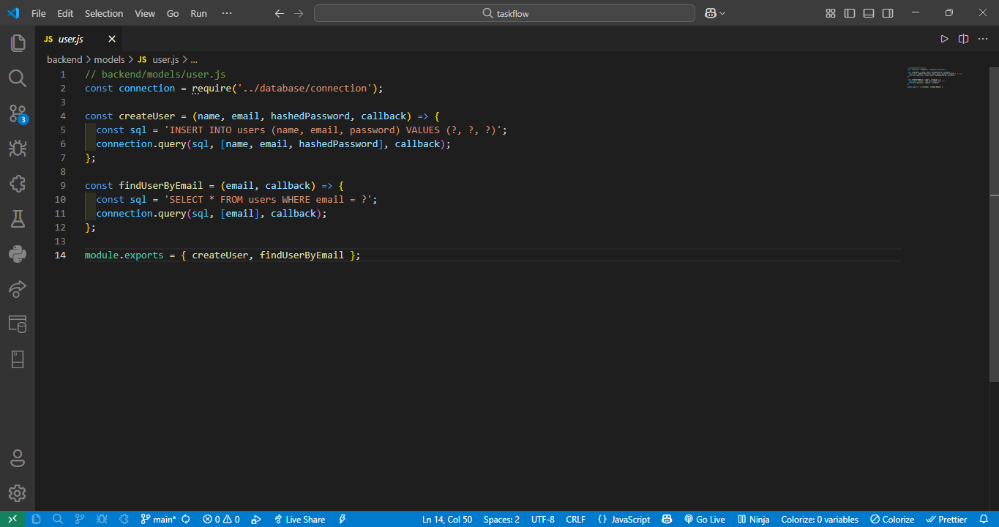 File Edit Selection View Go Run ··· taskflow
JS user.js
backend > models > JS user.js > ...
1 // backend/models/user.js
2 const connection = require('../database/connection');
3
4 const createUser = (name, email, hashedPassword, callback) => {
5 const sql = 'INSERT INTO users (name, email, password) VALUES (?, ?, ?)';
6 connection.query(sql, [name, email, hashedPassword], callback);
7 };
8
9 const findUserByEmail = (email, callback) => {
10 const sql = 'SELECT * FROM users WHERE email = ?';
11 connection.query(sql, [email], callback);
12 };
13
14 module.exports = { createUser, findUserByEmail };
3
main* 0 0 Live Share Ln 14, Col 50 Spaces: 2 UTF-8 CRLF {} JavaScript Go Live Ninja Colorize: 0 variables Colorize Prettier